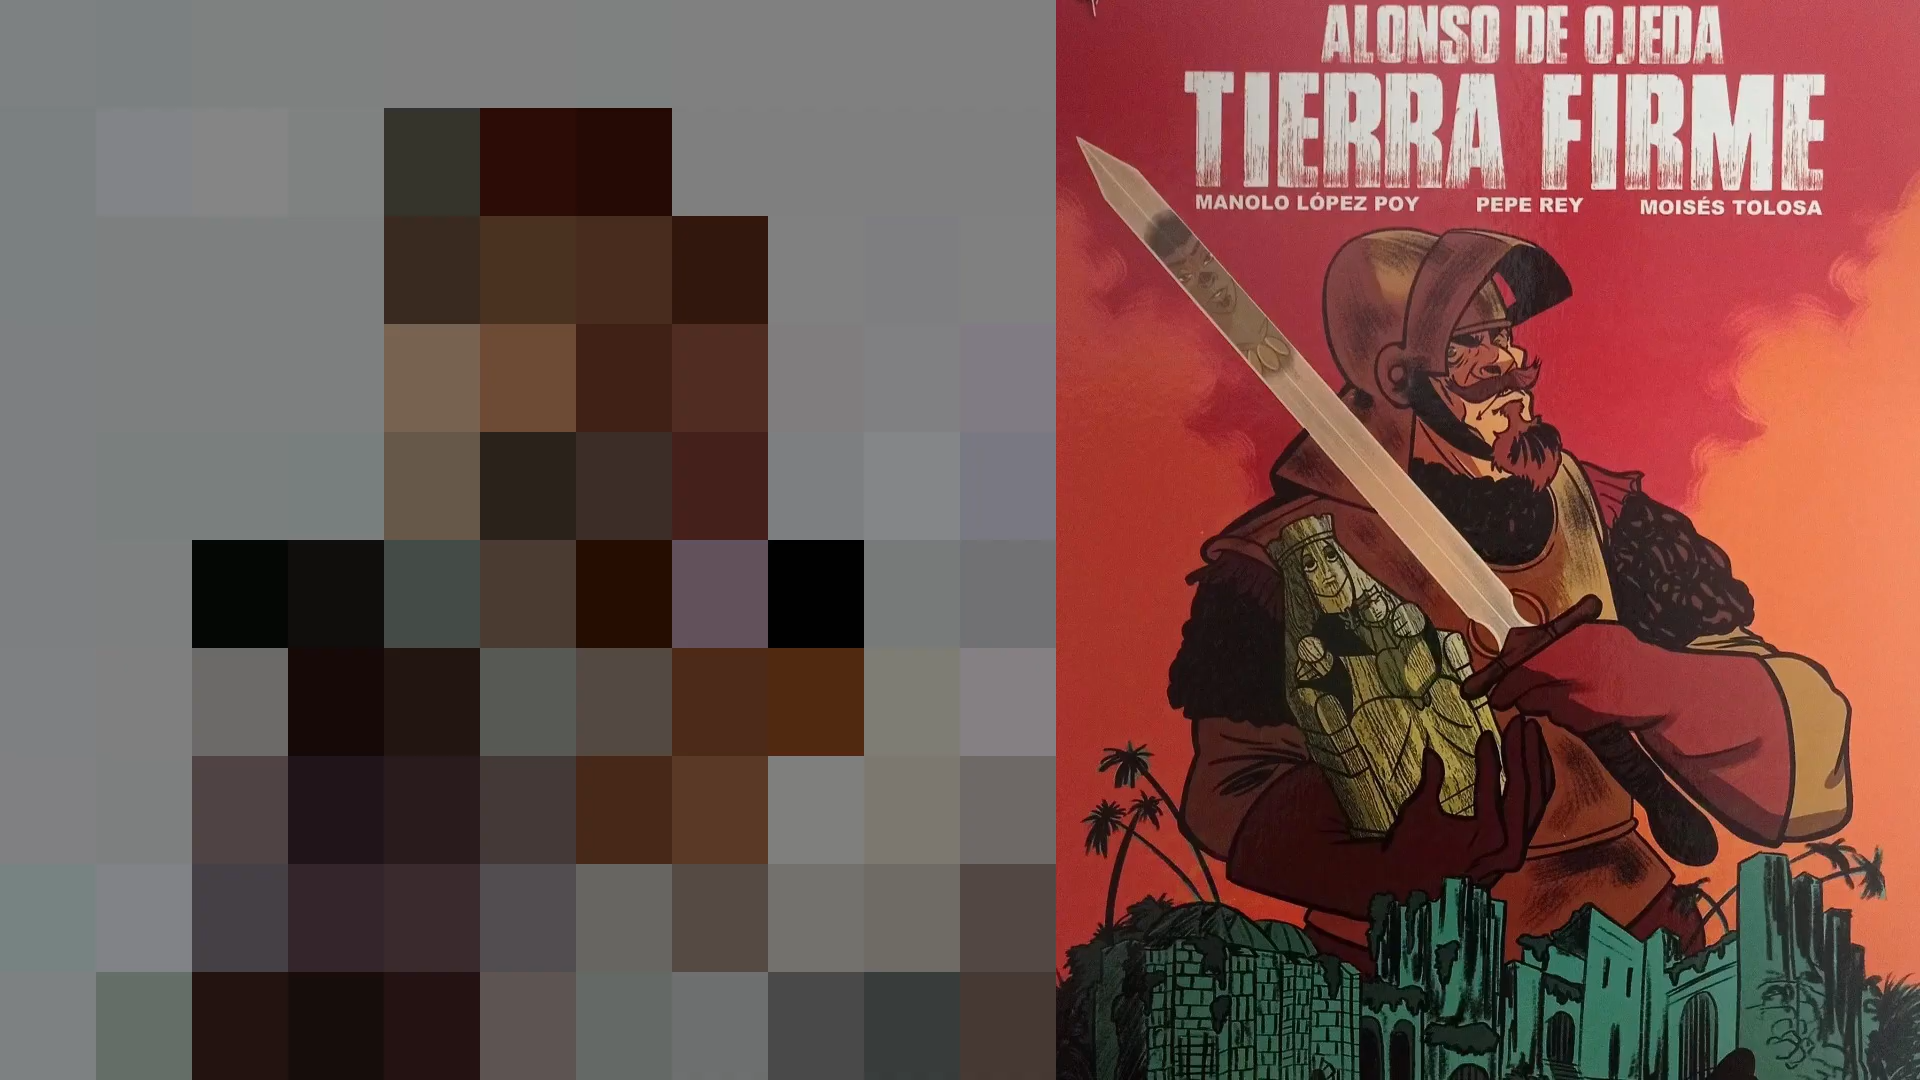 ALONSO DE OJEDA
TIERRA FIRME
MANOLO LÓPEZ POY PEPE REY MOISÉS TOLOSA